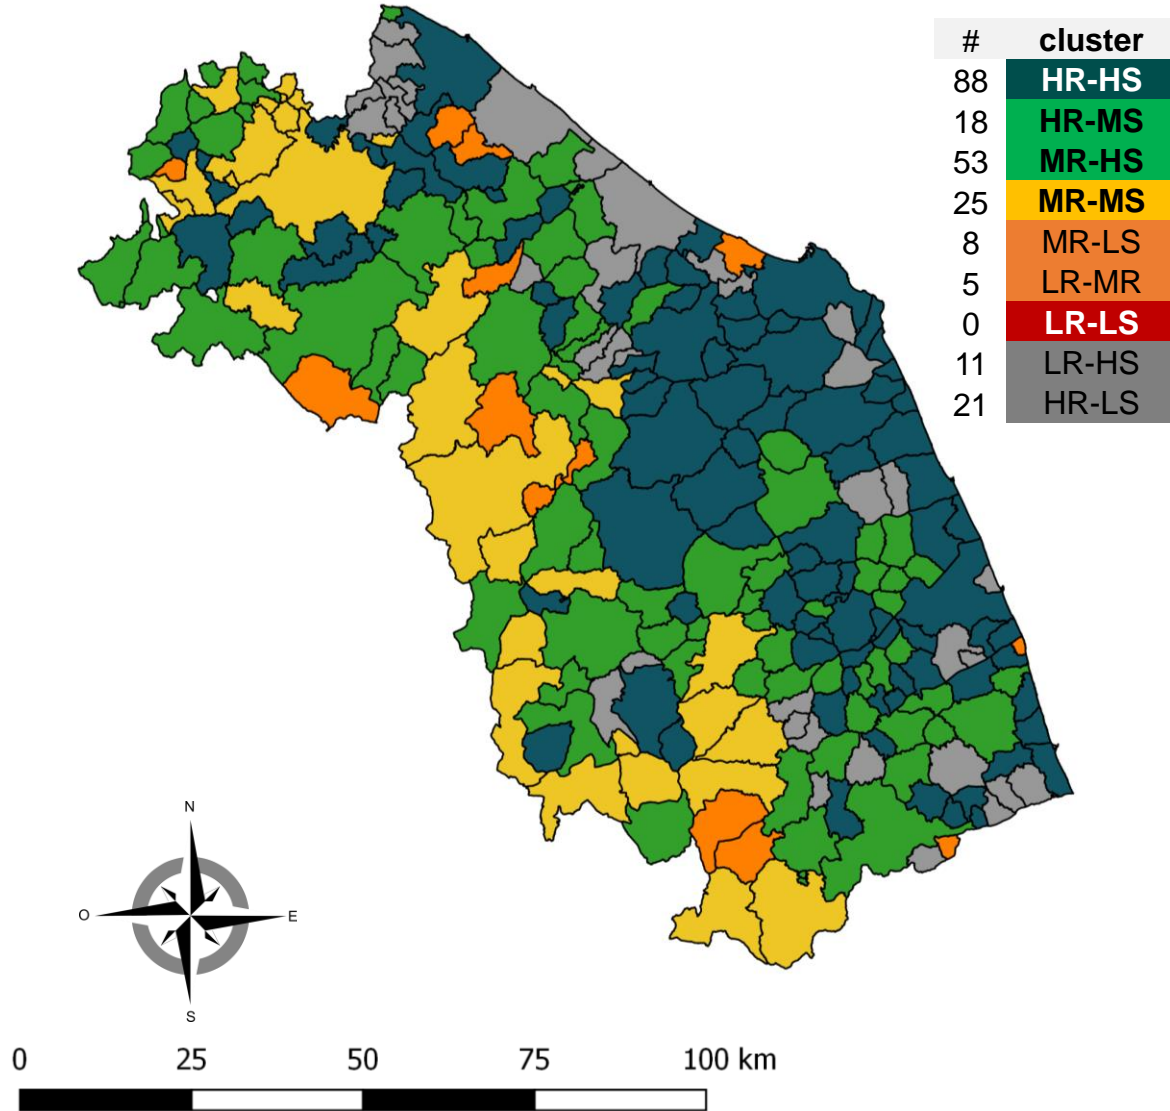 # cluster
88 HR-HS
18 HR-MS
53 MR-HS
25 MR-MS
8 MR-LS
5 LR-MR
0 LR-LS
11 LR-HS
21 HR-LS
N
O E
S
0 25 50 75 100 km